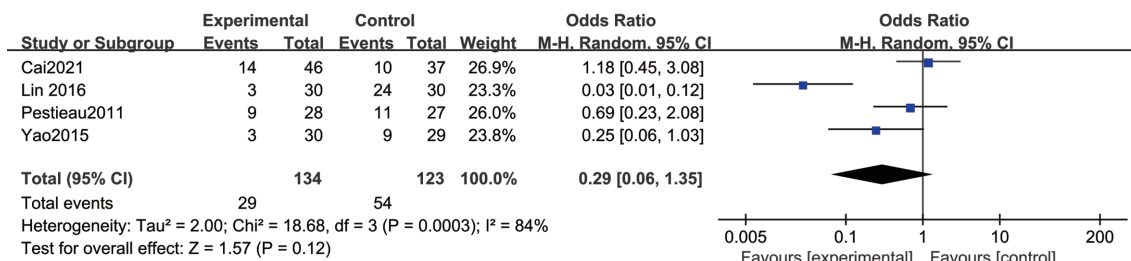 Experimental Control Odds Ratio Odds Ratio
Study or Subgroup Events Total Events Total Weight M-H, Random, 95% CI M-H, Random, 95% CI
Cai2021 14 46 10 37 26.9% 1.18 [0.45, 3.08]
Lin 2016 3 30 24 30 23.3% 0.03 [0.01, 0.12]
Pestieau2011 9 28 11 27 26.0% 0.69 [0.23, 2.08]
Yao2015 3 30 9 29 23.8% 0.25 [0.06, 1.03]
Total (95% CI) 134 123 100.0% 0.29 [0.06, 1.35]
Total events 29 54
Heterogeneity: Tau² = 2.00; Chi² = 18.68, df = 3 (P = 0.0003); I² = 84%
Test for overall effect: Z = 1.57 (P = 0.12)
0.005 0.1 1 10 200
Favours [experimental] Favours [control]